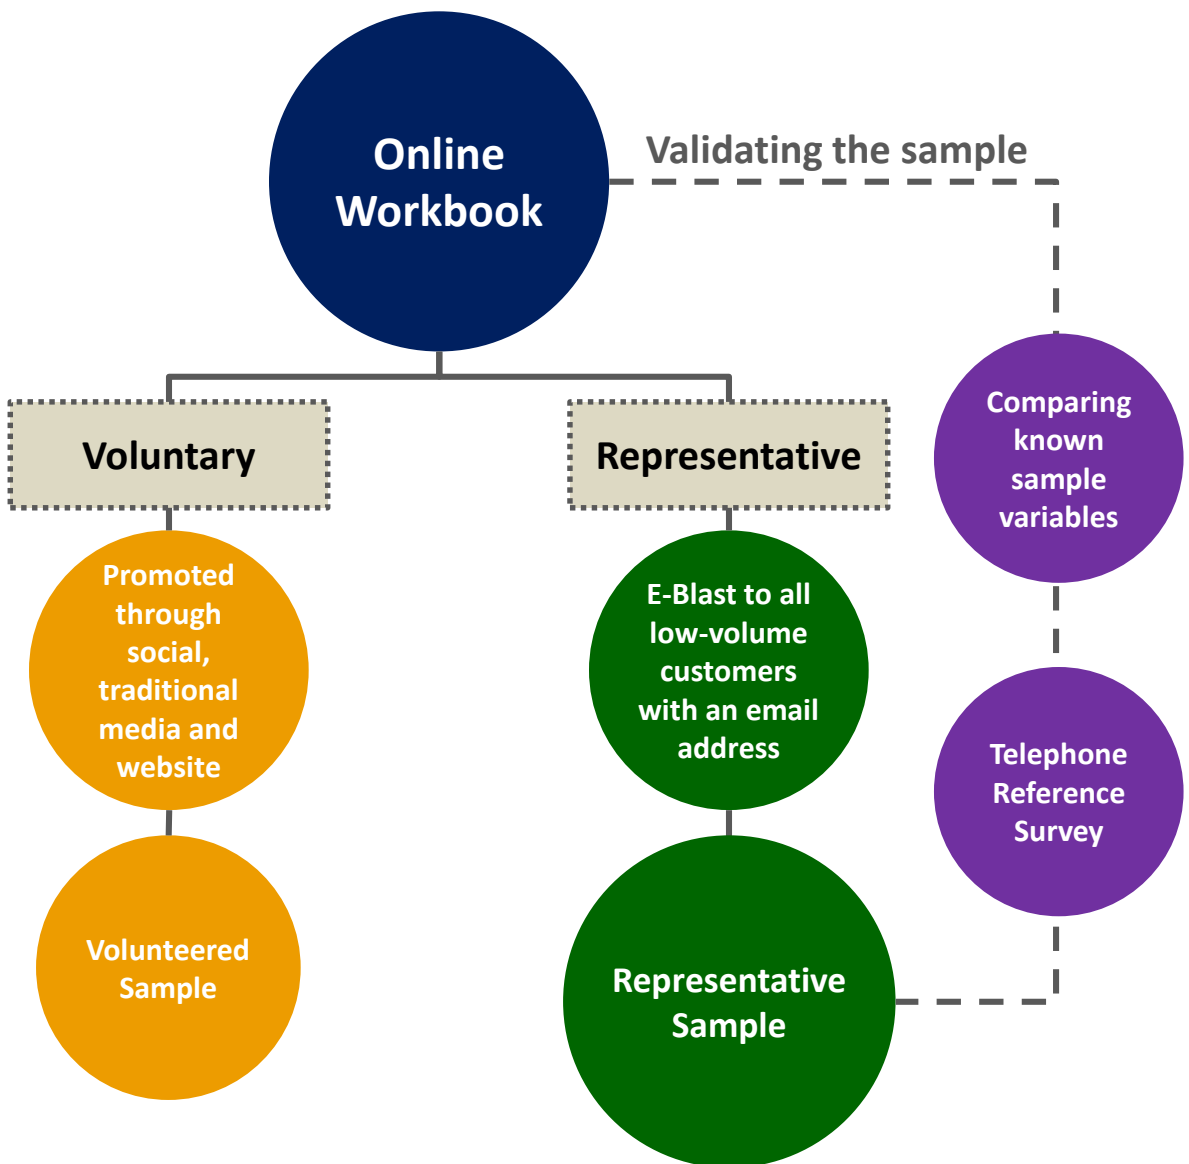 Online
Workbook
Validating the sample
Voluntary
Representative
Comparing
known
sample
variables
Promoted
through
social,
traditional
media and
website
E-Blast to all
low-volume
customers
with an email
address
Telephone
Reference
Survey
Volunteered
Sample
Representative
Sample